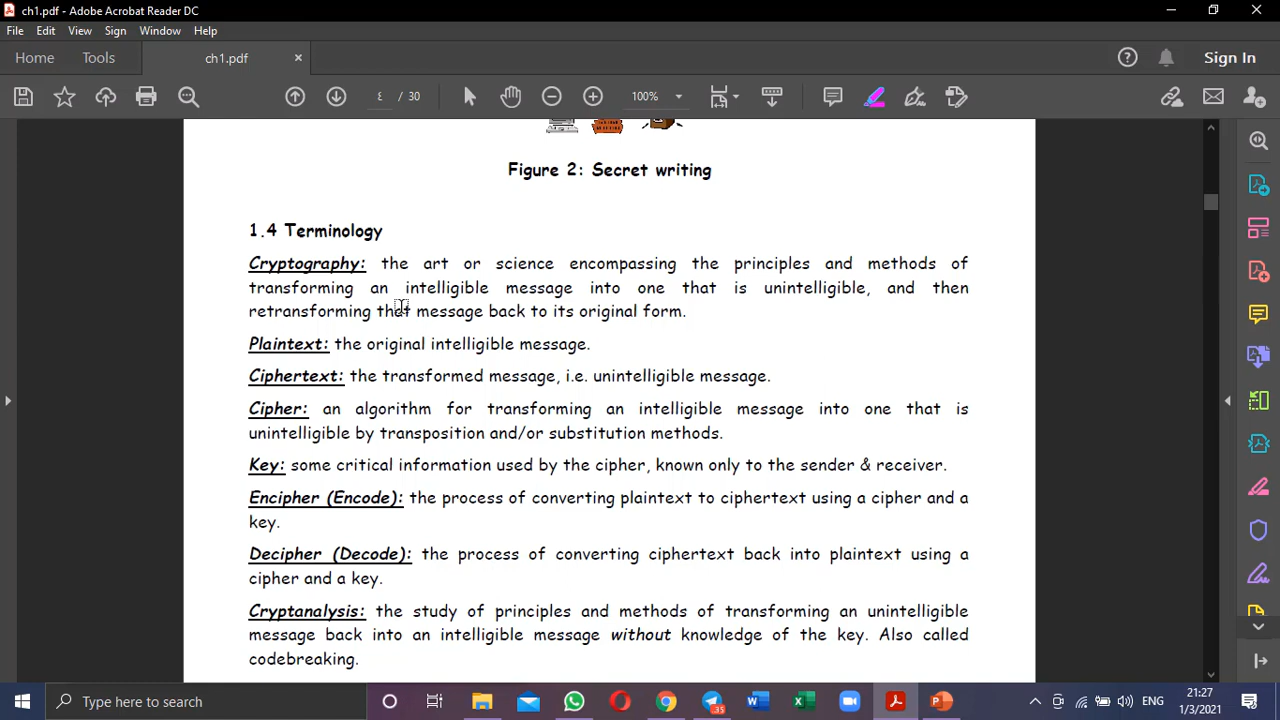 ch1.pdf - Adobe Acrobat Reader DC
File Edit View Sign Window Help
Home Tools ch1.pdf Sign In
/ 30 100%
Figure 2: Secret writing
1.4 Terminology
Cryptography: the art or science encompassing the principles and methods of
transforming an intelligible message into one that is unintelligible, and then
retransforming that message back to its original form.
Plaintext: the original intelligible message.
Ciphertext: the transformed message, i.e. unintelligible message.
Cipher: an algorithm for transforming an intelligible message into one that is
unintelligible by transposition and/or substitution methods.
Key: some critical information used by the cipher, known only to the sender & receiver.
Encipher (Encode): the process of converting plaintext to ciphertext using a cipher and a
key.
Decipher (Decode): the process of converting ciphertext back into plaintext using a
cipher and a key.
Cryptanalysis: the study of principles and methods of transforming an unintelligible
message back into an intelligible message without knowledge of the key. Also called
codebreaking.
Type here to search 35 ENG 21:27
1/3/2021